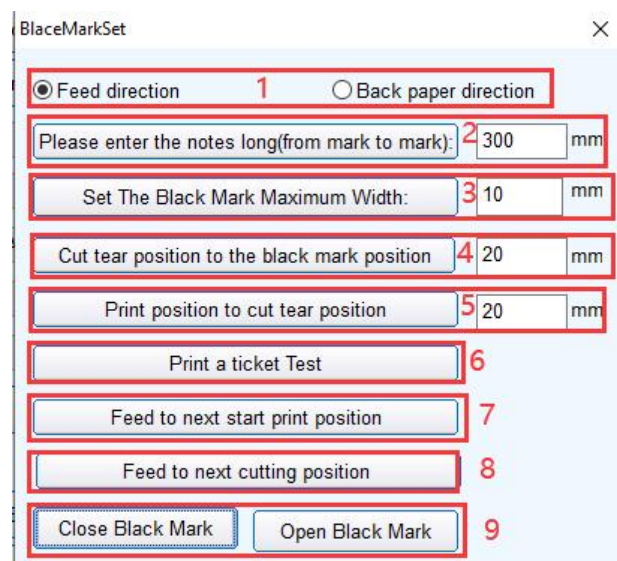 BlaceMarkSet
Feed direction 1 Back paper direction
Please enter the notes long(from mark to mark): 2 300 mm
Set The Black Mark Maximum Width: 3 10 mm
Cut tear position to the black mark position 4 20 mm
Print position to cut tear position 5 20 mm
Print a ticket Test 6
Feed to next start print position 7
Feed to next cutting position 8
Close Black Mark Open Black Mark 9